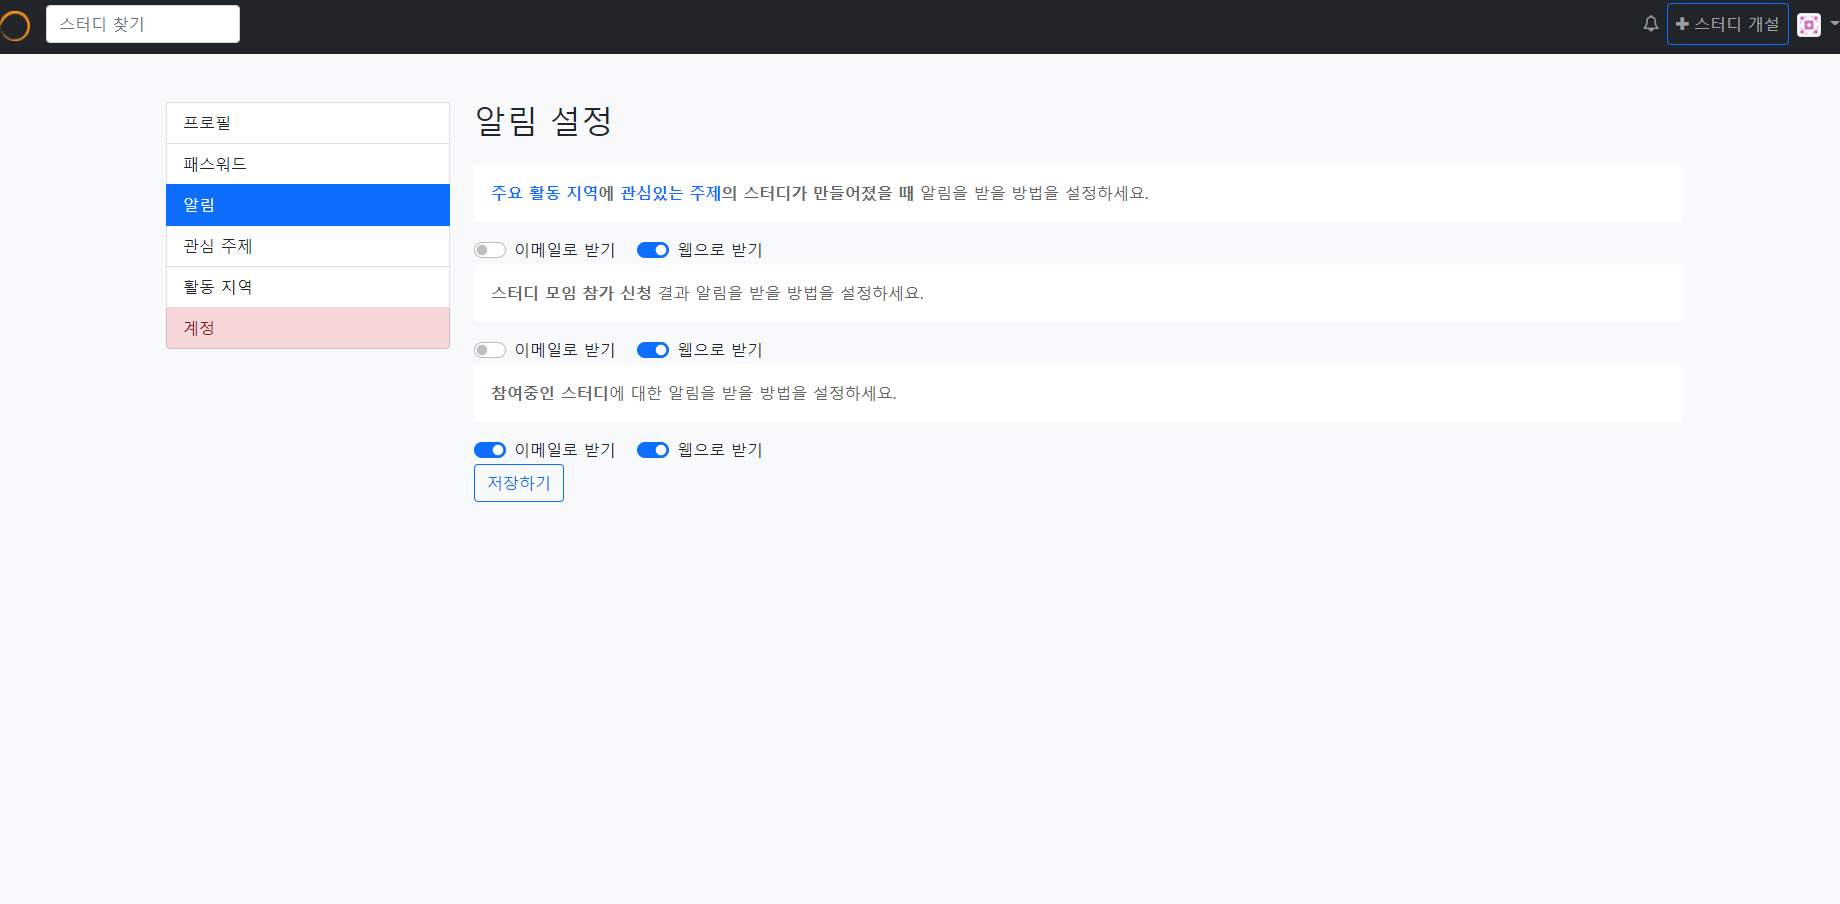 스터디 찾기
스터디 개설
프로필
패스워드
알림
관심 주제
활동 지역
계정
알림 설정
주요 활동 지역에 관심있는 주제의 스터디가 만들어졌을 때 알림을 받을 방법을 설정하세요.
이메일로 받기 웹으로 받기
스터디 모임 참가 신청 결과 알림을 받을 방법을 설정하세요.
이메일로 받기 웹으로 받기
참여중인 스터디에 대한 알림을 받을 방법을 설정하세요.
이메일로 받기 웹으로 받기
저장하기